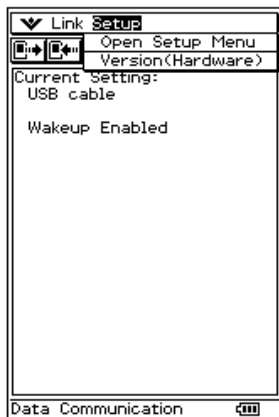 Link Setup
Open Setup Menu
Version(Hardware)
Current Setting:
USB cable
Wakeup Enabled
Data Communication